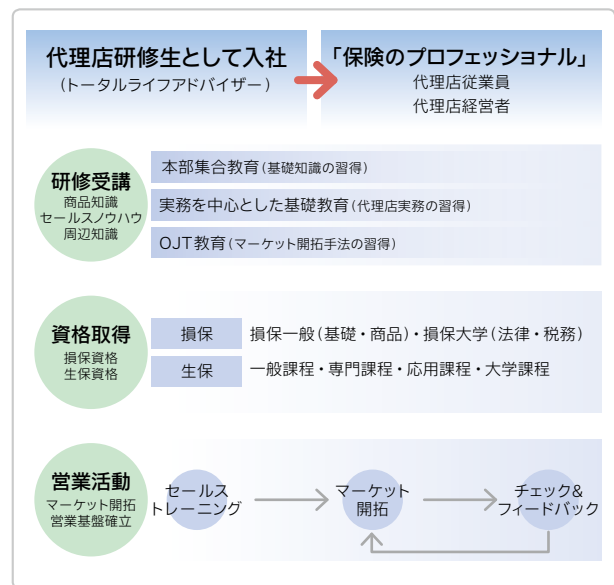 代理店研修生として入社
(トータルライフアドバイザー)
「保険のプロフェッショナル」
代理店従業員
代理店経営者
研修受講
商品知識
セールスノウハウ
周辺知識
本部集合教育(基礎知識の習得)
実務を中心とした基礎教育(代理店実務の習得)
OJT教育(マーケット開拓手法の習得)
資格取得
損保資格
生保資格
損保 損保一般(基礎・商品)・損保大学(法律・税務)
生保 一般課程・専門課程・応用課程・大学課程
営業活動
マーケット開拓
営業基盤確立
セールス
トレーニング
マーケット
開拓
チェック&
フィードバック